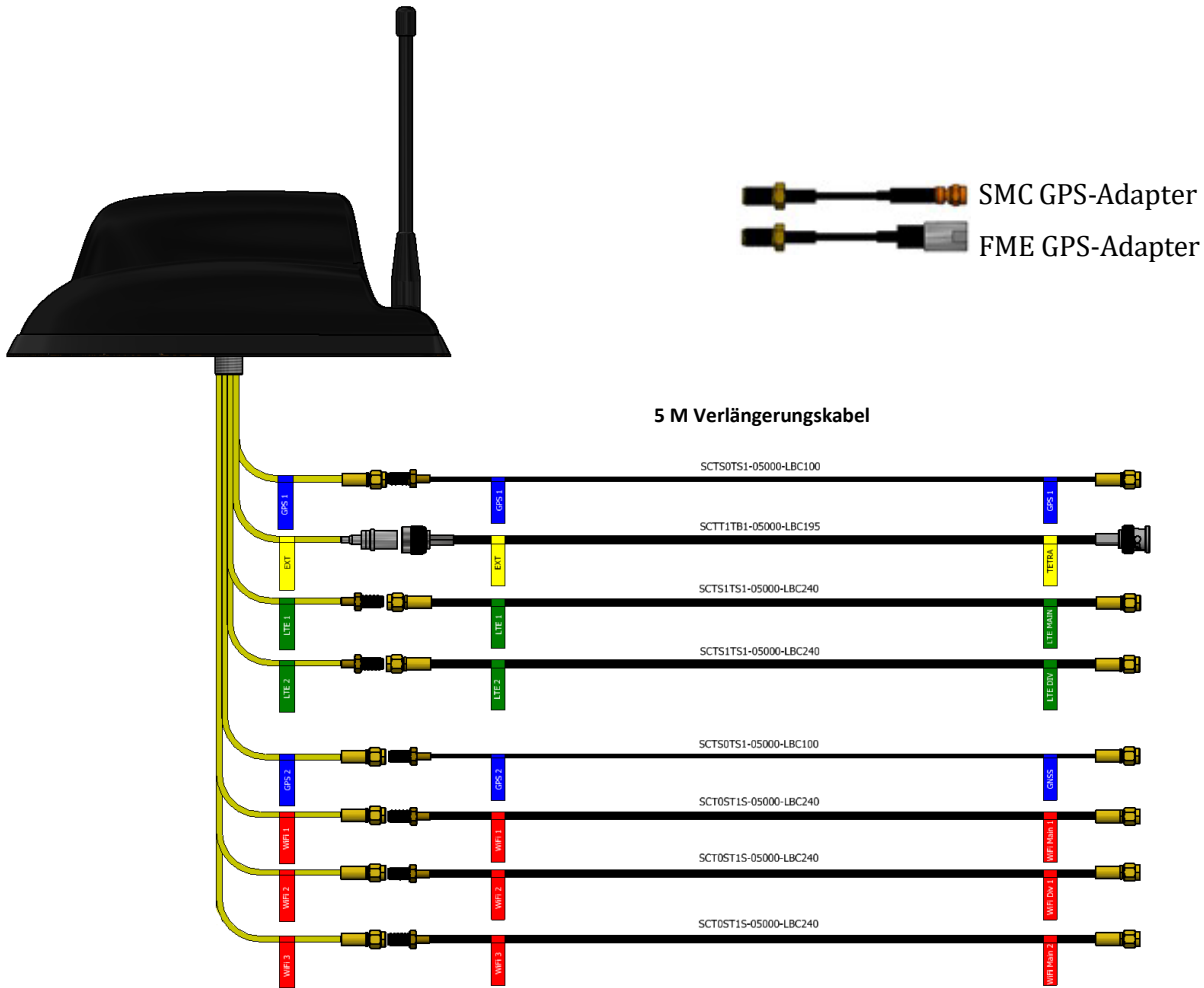 SMC GPS-Adapter
FME GPS-Adapter
5 M Verlängerungskabel
SCTS0TS1-05000-LBC100
GPS 1
GPS 1
GPS 1
SCTT1TB1-05000-LBC195
EXT
EXT
TETRA
SCTS1TS1-05000-LBC240
LTE 1
LTE 1
LTE MAIN
SCTS1TS1-05000-LBC240
LTE 2
LTE 2
LTE DIV
SCTS0TS1-05000-LBC100
GPS 2
GPS 2
GNSS
SCT0ST1S-05000-LBC240
WiFi 1
WiFi 1
WiFi Main 1
SCT0ST1S-05000-LBC240
WiFi 2
WiFi 2
WiFi Div 1
SCT0ST1S-05000-LBC240
WiFi 3
WiFi 3
WiFi Main 2